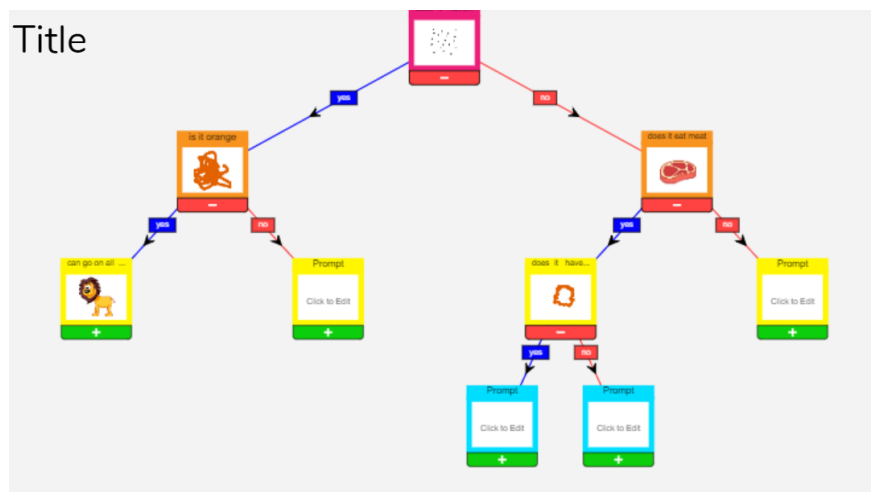 Title
yes
no
is it orange
does it eat meat
yes
no
yes
no
can go on all ...
Prompt
does it have...
Prompt
Click to Edit
Click to Edit
yes
no
Prompt
Prompt
Click to Edit
Click to Edit